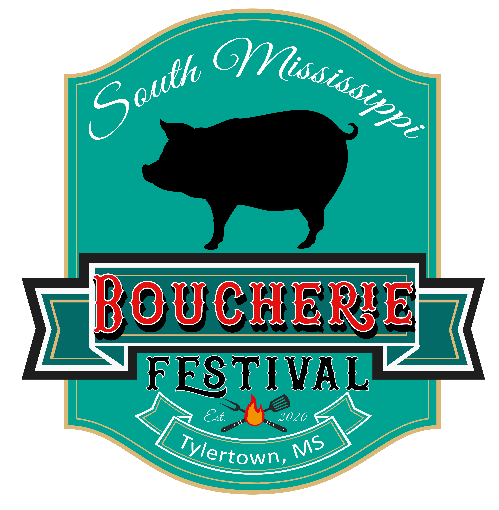 South Mississippi
BOUCHERIE
FESTIVAL
Est. 2026
Tylertown, MS